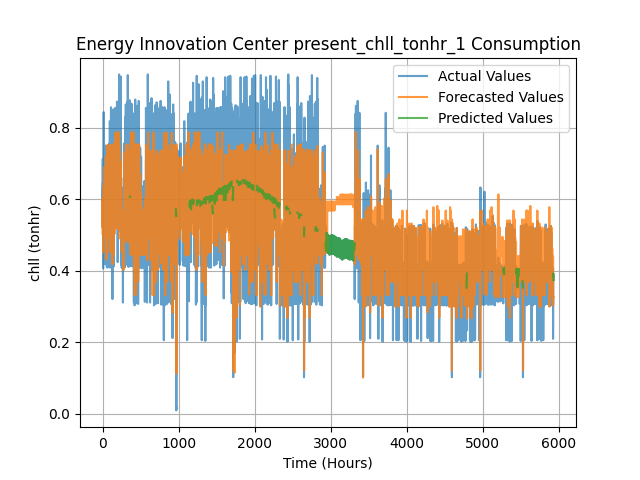 Energy Innovation Center present_chll_tonhr_1 Consumption
Actual Values
Forecasted Values
Predicted Values
chll (tonhr)
0.8
0.6
0.4
0.2
0.0
0 1000 2000 3000 4000 5000 6000
Time (Hours)